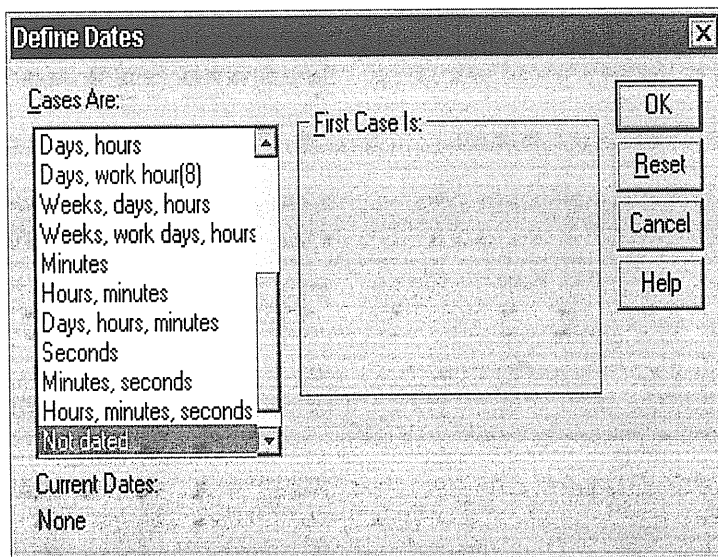 Define Dates
Cases Are:
Days, hours
Days, work hour(8)
Weeks, days, hours
Weeks, work days, hours
Minutes
Hours, minutes
Days, hours, minutes
Seconds
Minutes, seconds
Hours, minutes, seconds
Not dated
First Case Is:
OK
Reset
Cancel
Help
Current Dates:
None